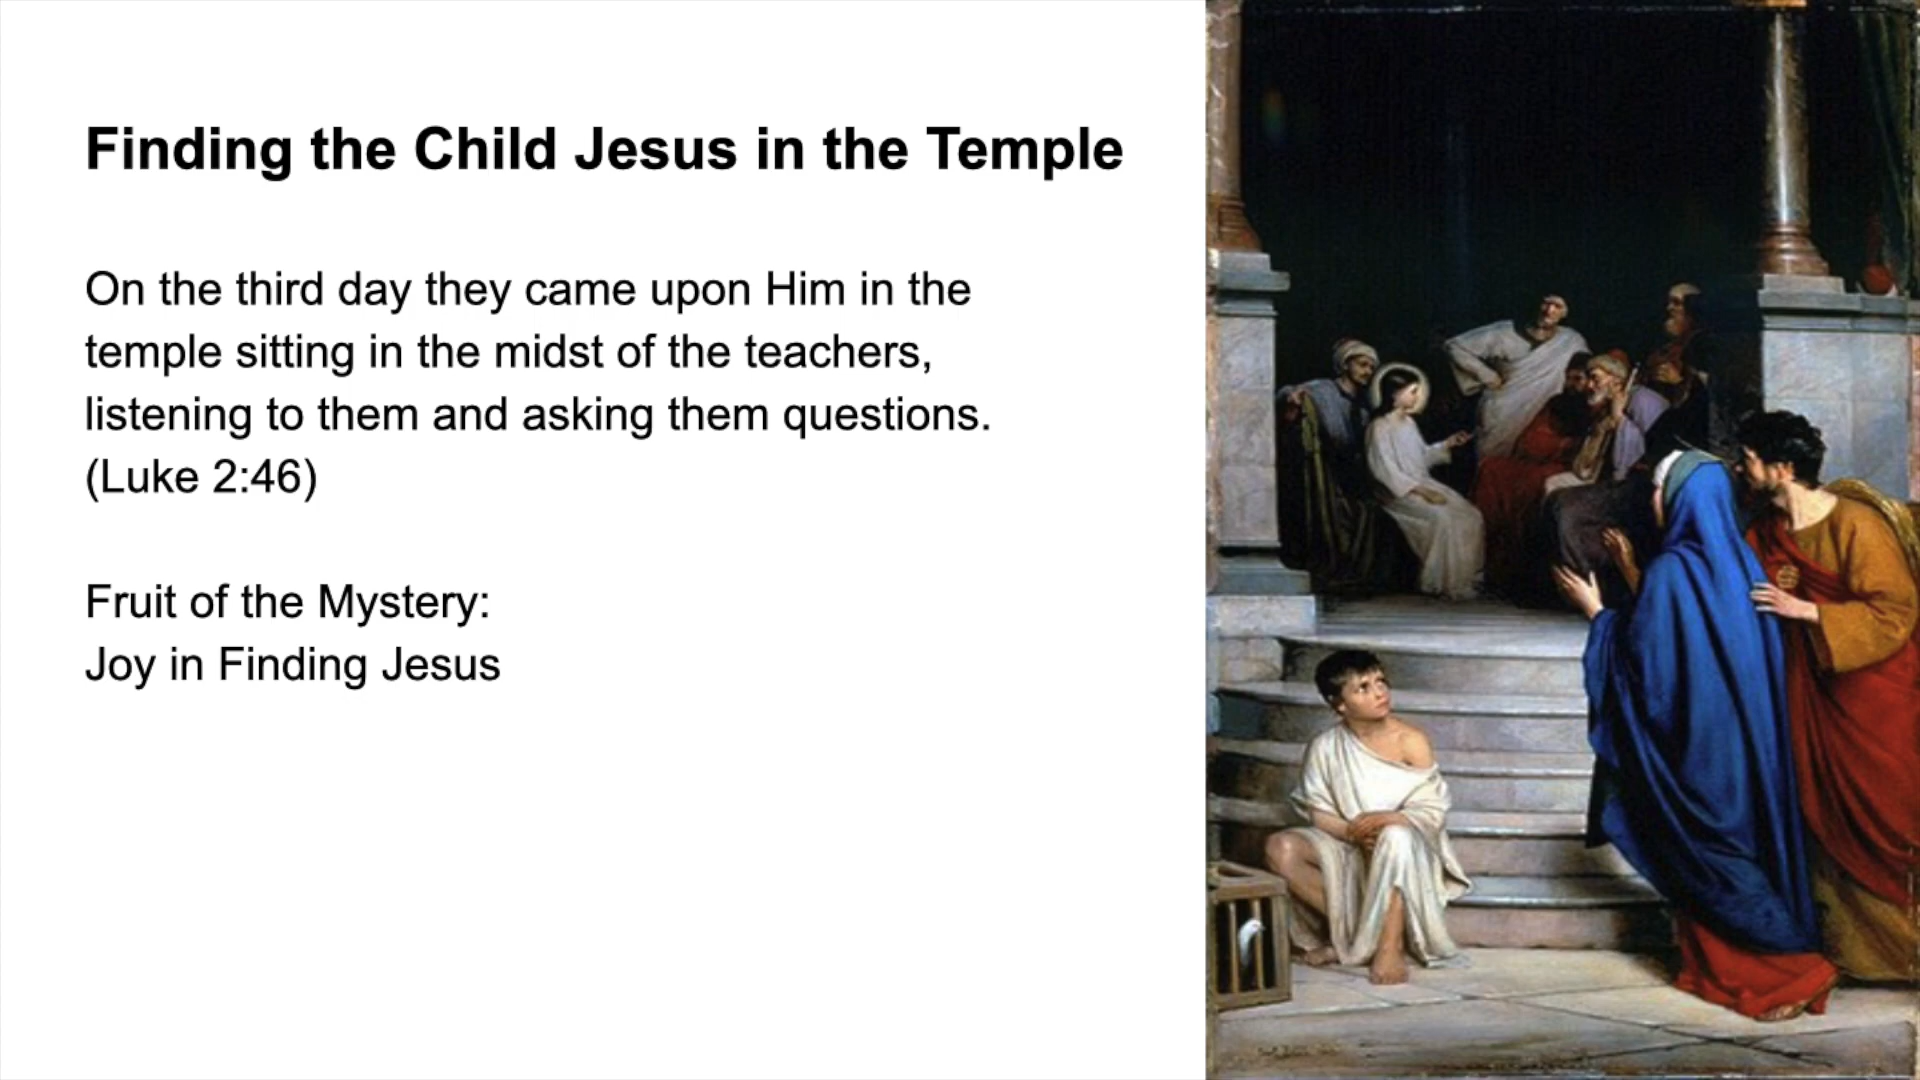 Finding the Child Jesus in the Temple
On the third day they came upon Him in the
temple sitting in the midst of the teachers,
listening to them and asking them questions.
(Luke 2:46)
Fruit of the Mystery:
Joy in Finding Jesus